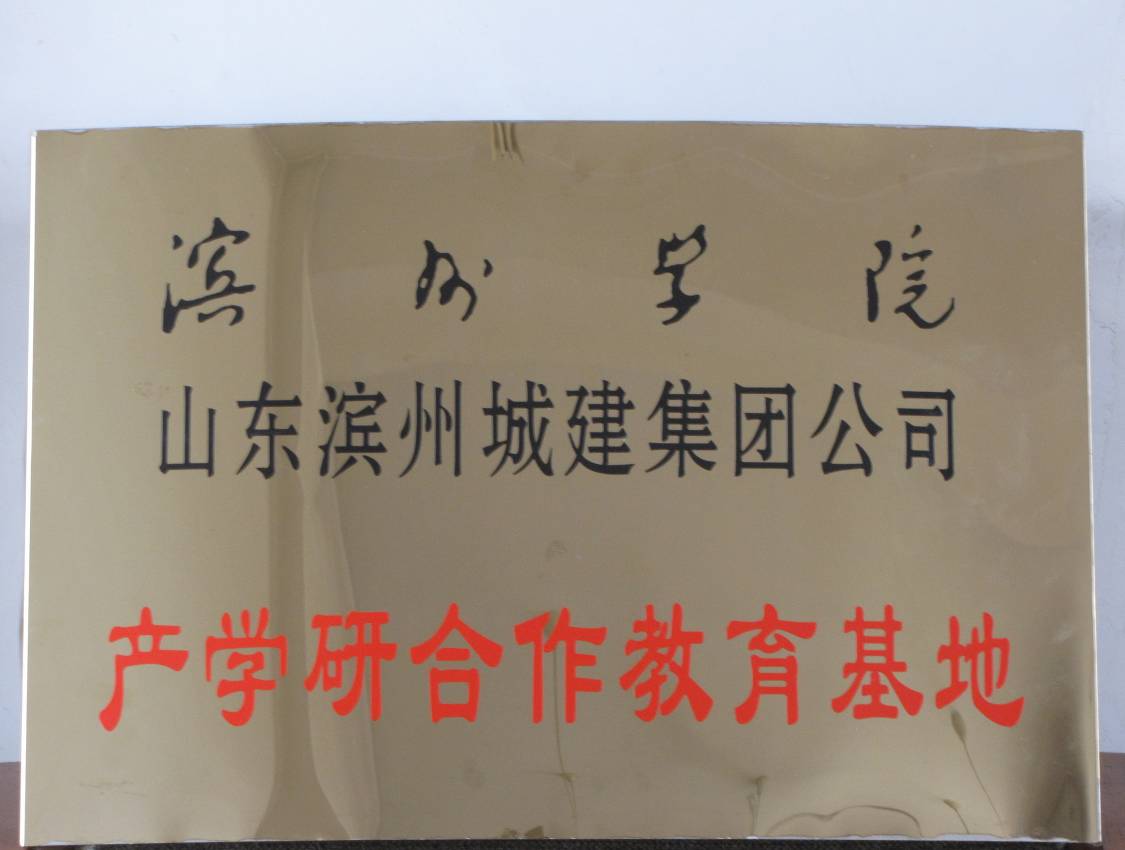 滨州学院
山东滨州城建集团公司
产学研合作教育基地